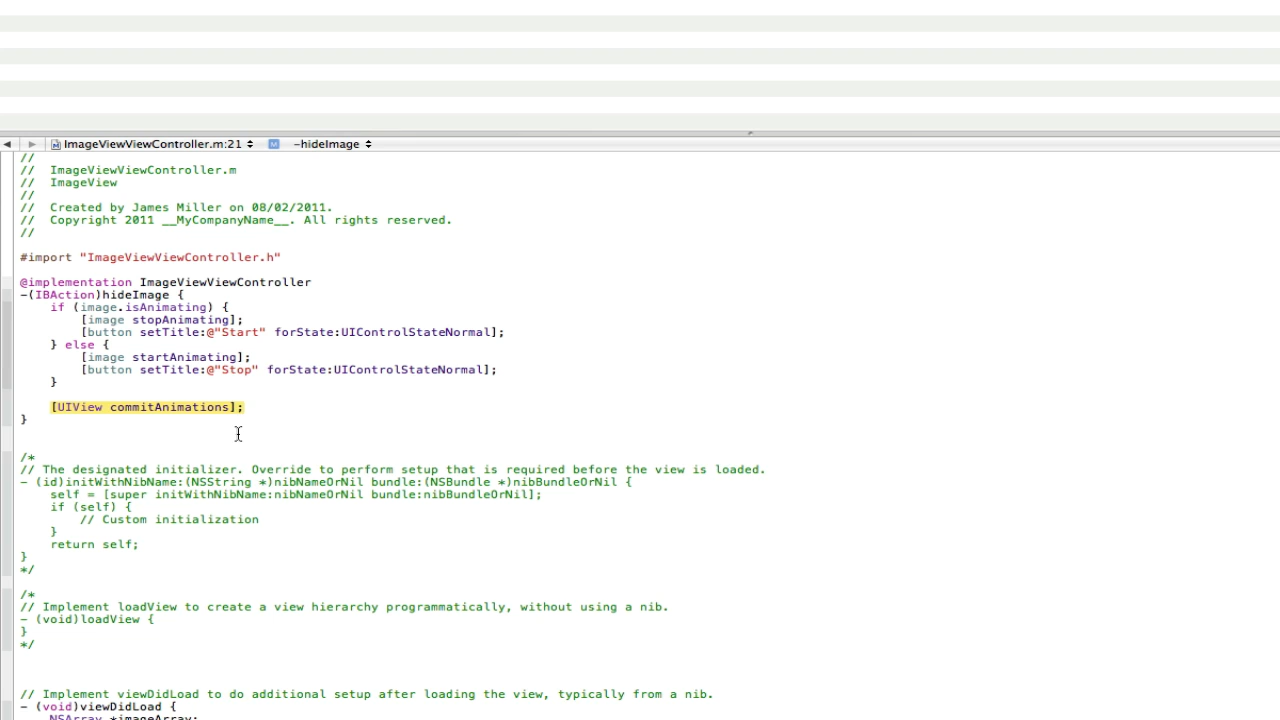 ImageViewViewController.m:21 -hideImage
//
//  ImageViewViewController.m
//  ImageView
//
//  Created by James Miller on 08/02/2011.
//  Copyright 2011 __MyCompanyName__. All rights reserved.
//
#import "ImageViewViewController.h"
@implementation ImageViewViewController
-(IBAction)hideImage {
    if (image.isAnimating) {
        [image stopAnimating];
        [button setTitle:@"Start" forState:UIControlStateNormal];
    } else {
        [image startAnimating];
        [button setTitle:@"Stop" forState:UIControlStateNormal];
    }
    [UIView commitAnimations];
}
/*
// The designated initializer. Override to perform setup that is required before the view is loaded.
- (id)initWithNibName:(NSString *)nibNameOrNil bundle:(NSBundle *)nibBundleOrNil {
    self = [super initWithNibName:nibNameOrNil bundle:nibBundleOrNil];
    if (self) {
        // Custom initialization
    }
    return self;
}
*/
/*
// Implement loadView to create a view hierarchy programmatically, without using a nib.
- (void)loadView {
}
*/
// Implement viewDidLoad to do additional setup after loading the view, typically from a nib.
- (void)viewDidLoad {
    NSArray *imageArray;